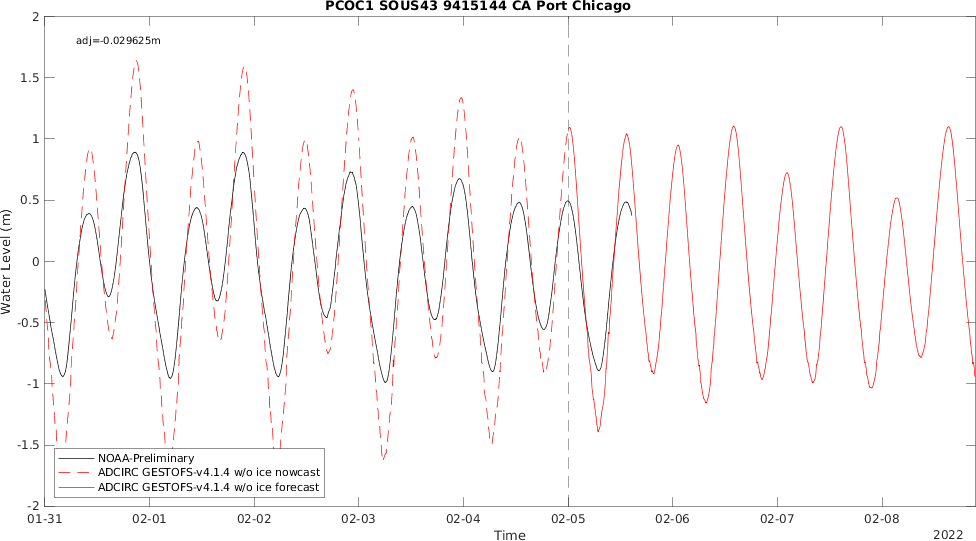 PCOC1 SOUS43 9415144 CA Port Chicago
adj=-0.029625m
2
1.5
1
0.5
0
-0.5
-1
-1.5
-2
Water Level (m)
NOAA-Preliminary
ADCIRC GESTOFS-v4.1.4 w/o ice nowcast
ADCIRC GESTOFS-v4.1.4 w/o ice forecast
01-31 02-01 02-02 02-03 02-04 02-05 02-06 02-07 02-08
Time
2022